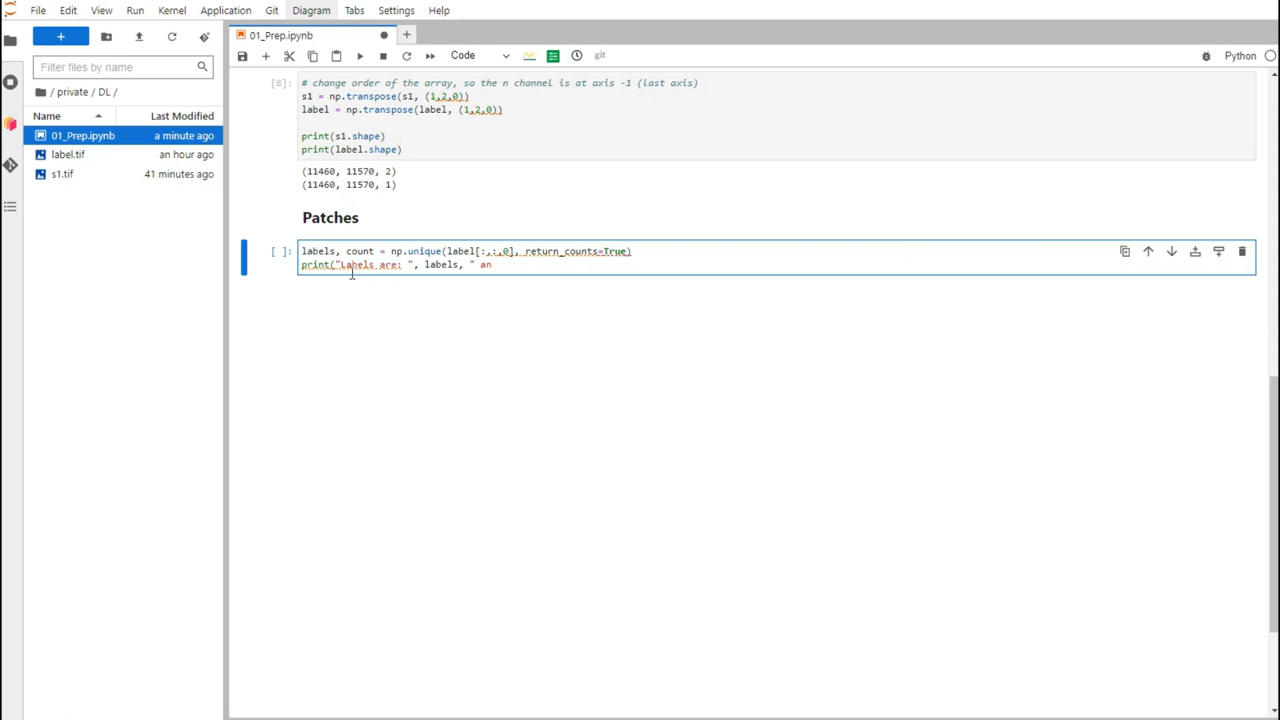 File Edit View Run Kernel Application Git Diagram Tabs Settings Help
01_Prep.ipynb
Code
git
Python
Filter files by name
/ private / DL /
Name Last Modified
01_Prep.ipynb a minute ago
label.tif an hour ago
s1.tif 41 minutes ago
[8]:
# change order of the array, so the n channel is at axis -1 (last axis)
s1 = np.transpose(s1, (1,2,0))
label = np.transpose(label, (1,2,0))
print(s1.shape)
print(label.shape)
(11460, 11570, 2)
(11460, 11570, 1)
Patches
[ ]:
labels, count = np.unique(label[:,:,0], return_counts=True)
print("Labels are: ", labels, " an